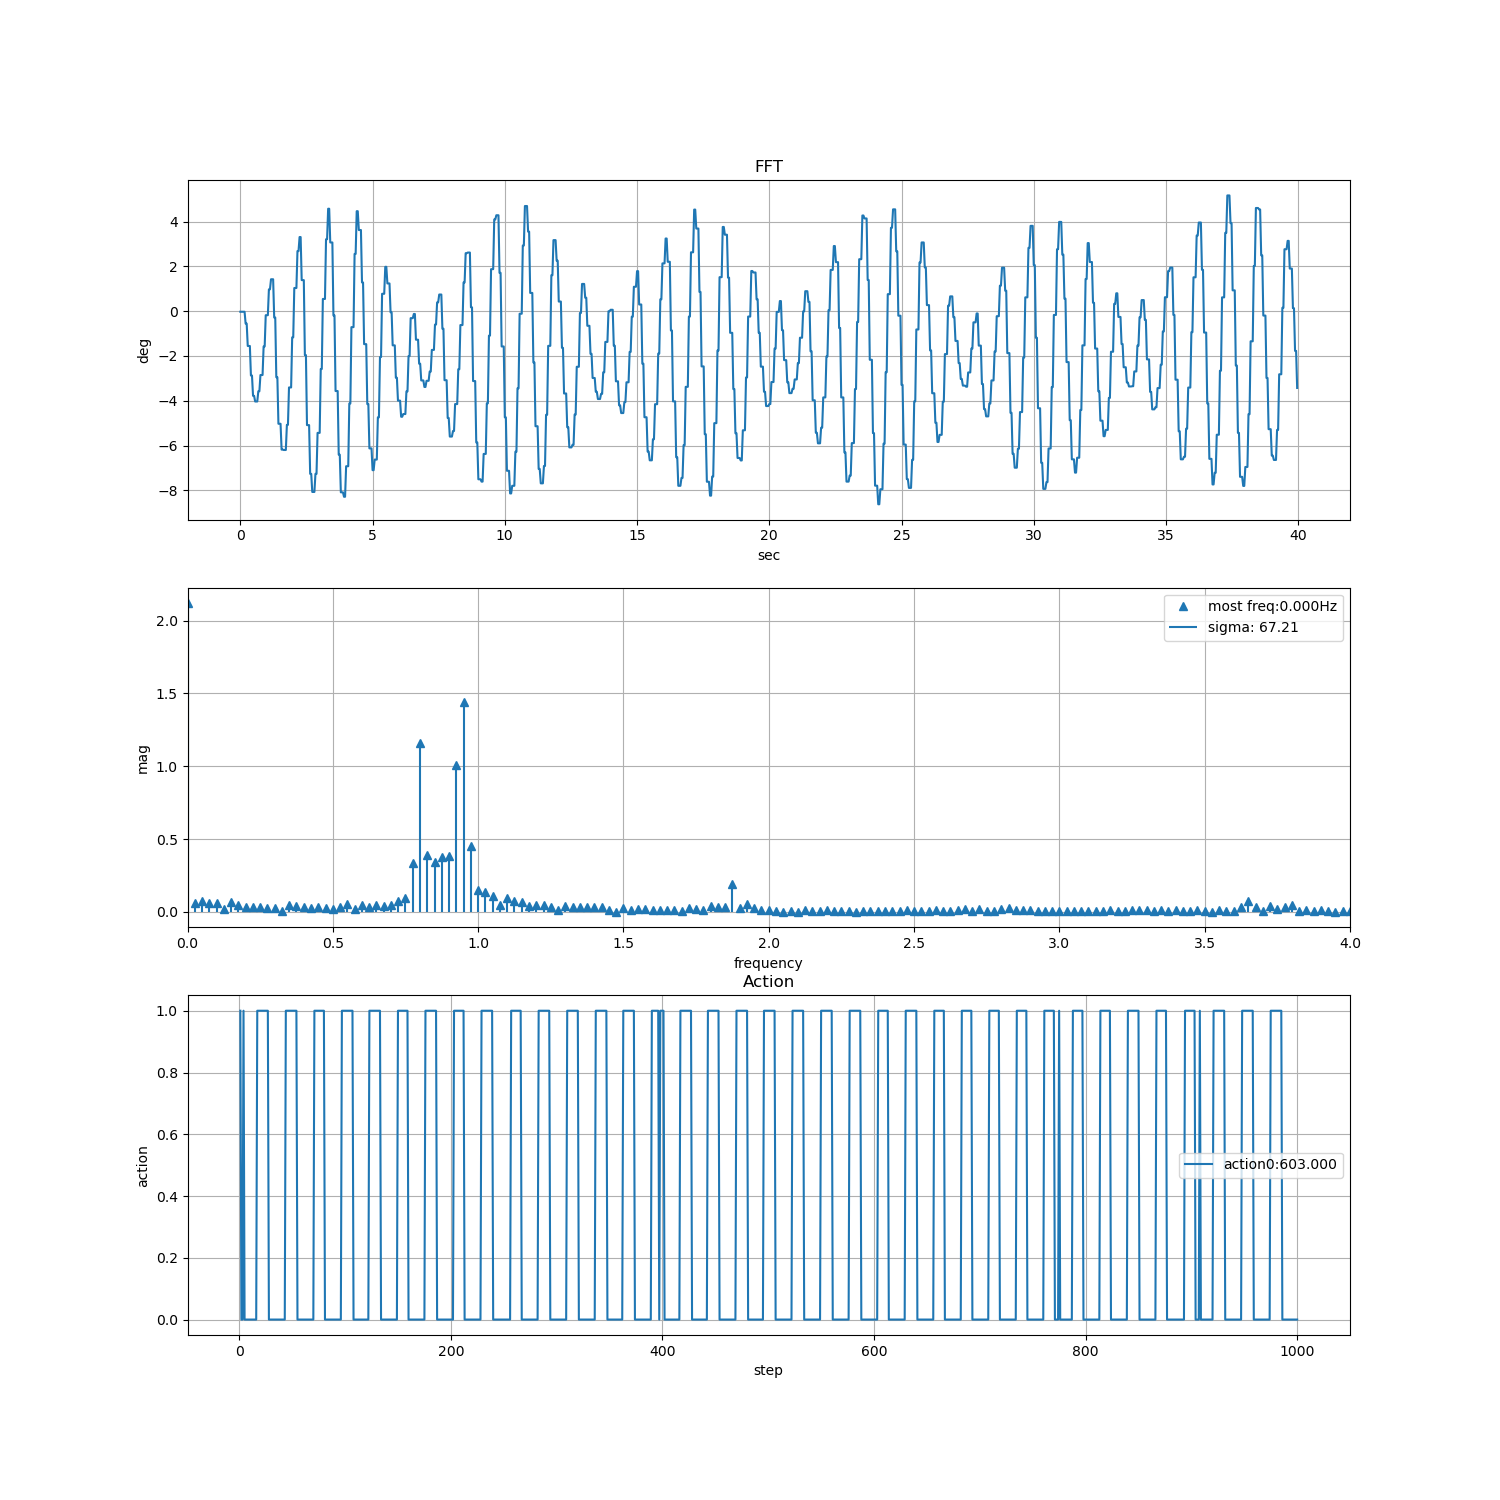 FFT
4
2
0
−2
−4
−6
−8
deg
0 5 10 15 20 25 30 35 40
sec
most freq:0.000Hz
sigma: 67.21
2.0
1.5
1.0
0.5
0.0
mag
0.0 0.5 1.0 1.5 2.0 2.5 3.0 3.5 4.0
frequency
Action
1.0
0.8
0.6
0.4
0.2
0.0
action
action0:603.000
0 200 400 600 800 1000
step